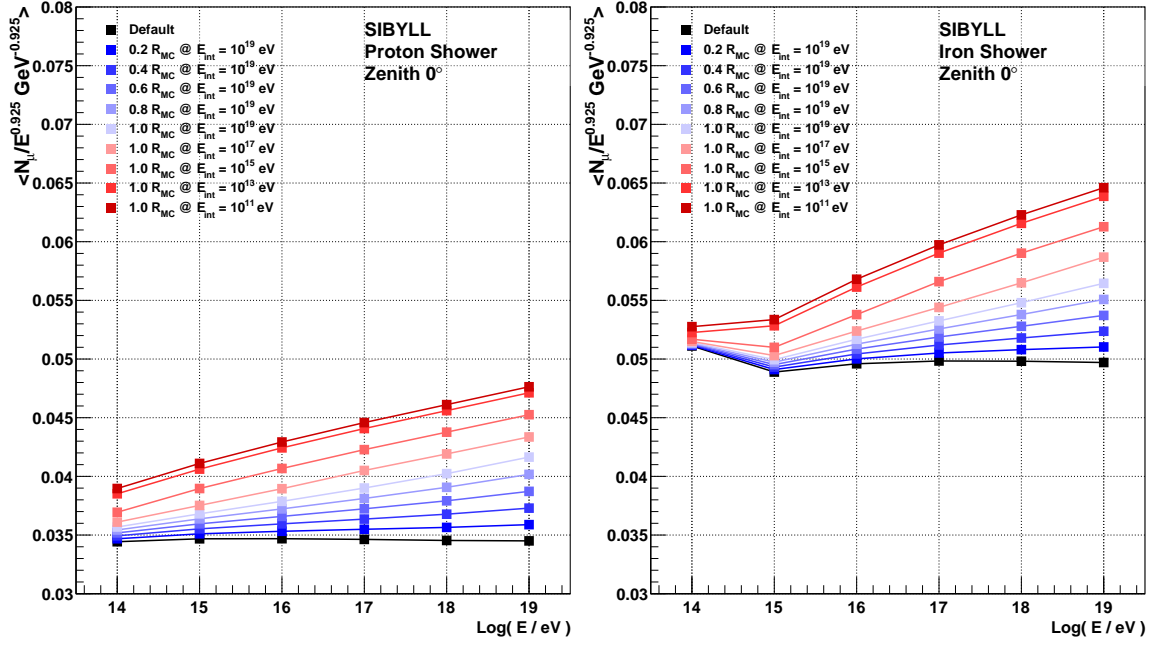 <N_μ/E^0.925 GeV^-0.925>
0.08
0.075
0.07
0.065
0.06
0.055
0.05
0.045
0.04
0.035
0.03
Default
0.2 R_MC @ E_int = 10^19 eV
0.4 R_MC @ E_int = 10^19 eV
0.6 R_MC @ E_int = 10^19 eV
0.8 R_MC @ E_int = 10^19 eV
1.0 R_MC @ E_int = 10^19 eV
1.0 R_MC @ E_int = 10^17 eV
1.0 R_MC @ E_int = 10^15 eV
1.0 R_MC @ E_int = 10^13 eV
1.0 R_MC @ E_int = 10^11 eV
SIBYLL
Proton Shower
Zenith 0°
14 15 16 17 18 19
Log( E / eV )
<N_μ/E^0.925 GeV^-0.925>
0.08
0.075
0.07
0.065
0.06
0.055
0.05
0.045
0.04
0.035
0.03
Default
0.2 R_MC @ E_int = 10^19 eV
0.4 R_MC @ E_int = 10^19 eV
0.6 R_MC @ E_int = 10^19 eV
0.8 R_MC @ E_int = 10^19 eV
1.0 R_MC @ E_int = 10^19 eV
1.0 R_MC @ E_int = 10^17 eV
1.0 R_MC @ E_int = 10^15 eV
1.0 R_MC @ E_int = 10^13 eV
1.0 R_MC @ E_int = 10^11 eV
SIBYLL
Iron Shower
Zenith 0°
14 15 16 17 18 19
Log( E / eV )